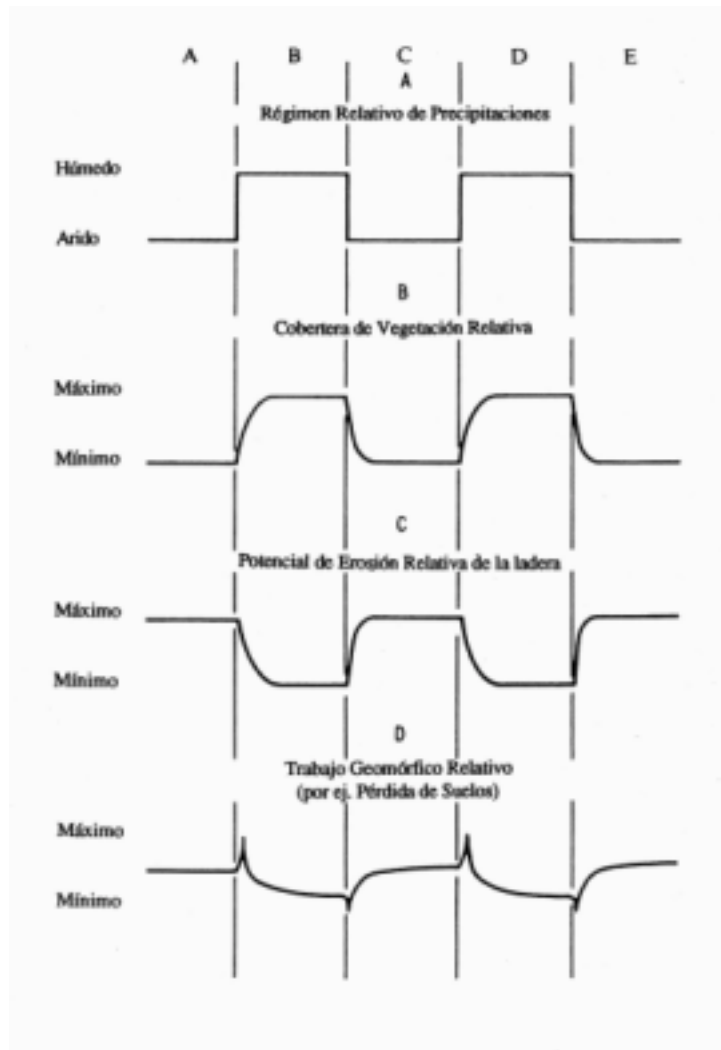 A B C D E
A
Régimen Relativo de Precipitaciones
Húmedo
Arido
B
Cobertera de Vegetación Relativa
Máximo
Mínimo
C
Potencial de Erosión Relativa de la ladera
Máximo
Mínimo
D
Trabajo Geomórfico Relativo
(por ej. Pérdida de Suelos)
Máximo
Mínimo